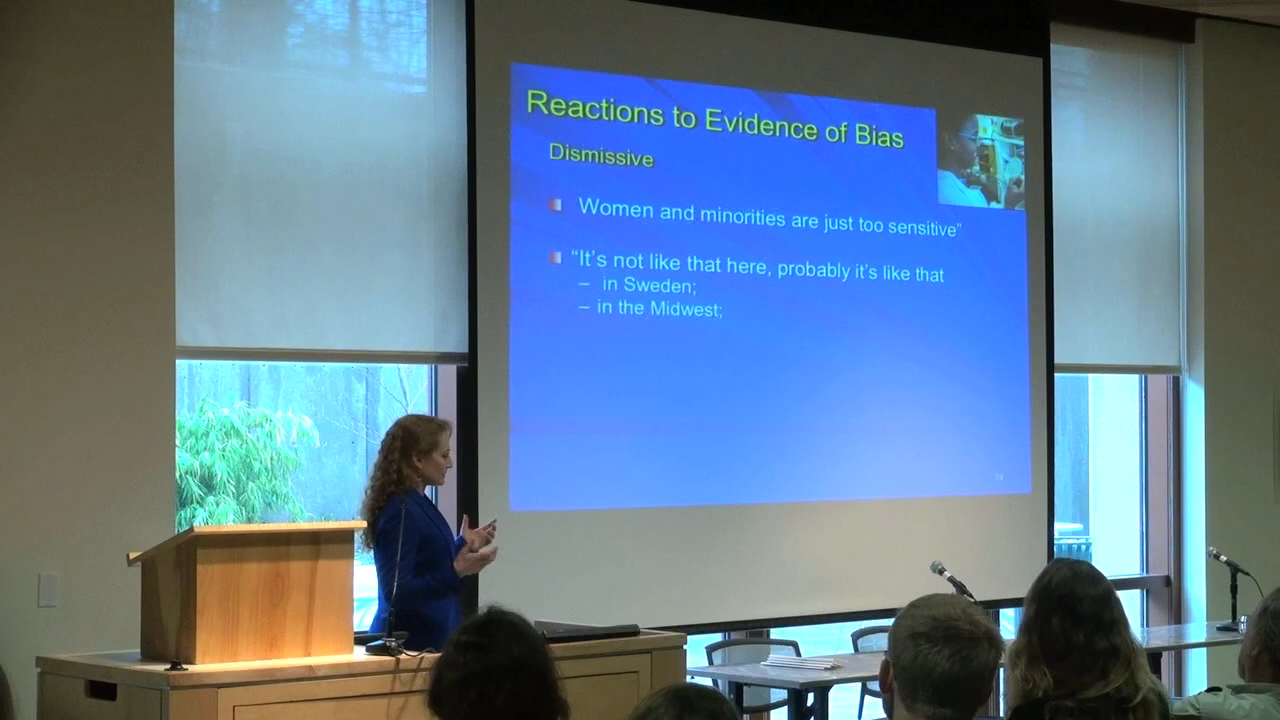 Reactions to Evidence of Bias
Dismissive
Women and minorities are just too sensitive”
“It’s not like that here, probably it’s like that
– in Sweden;
– in the Midwest;